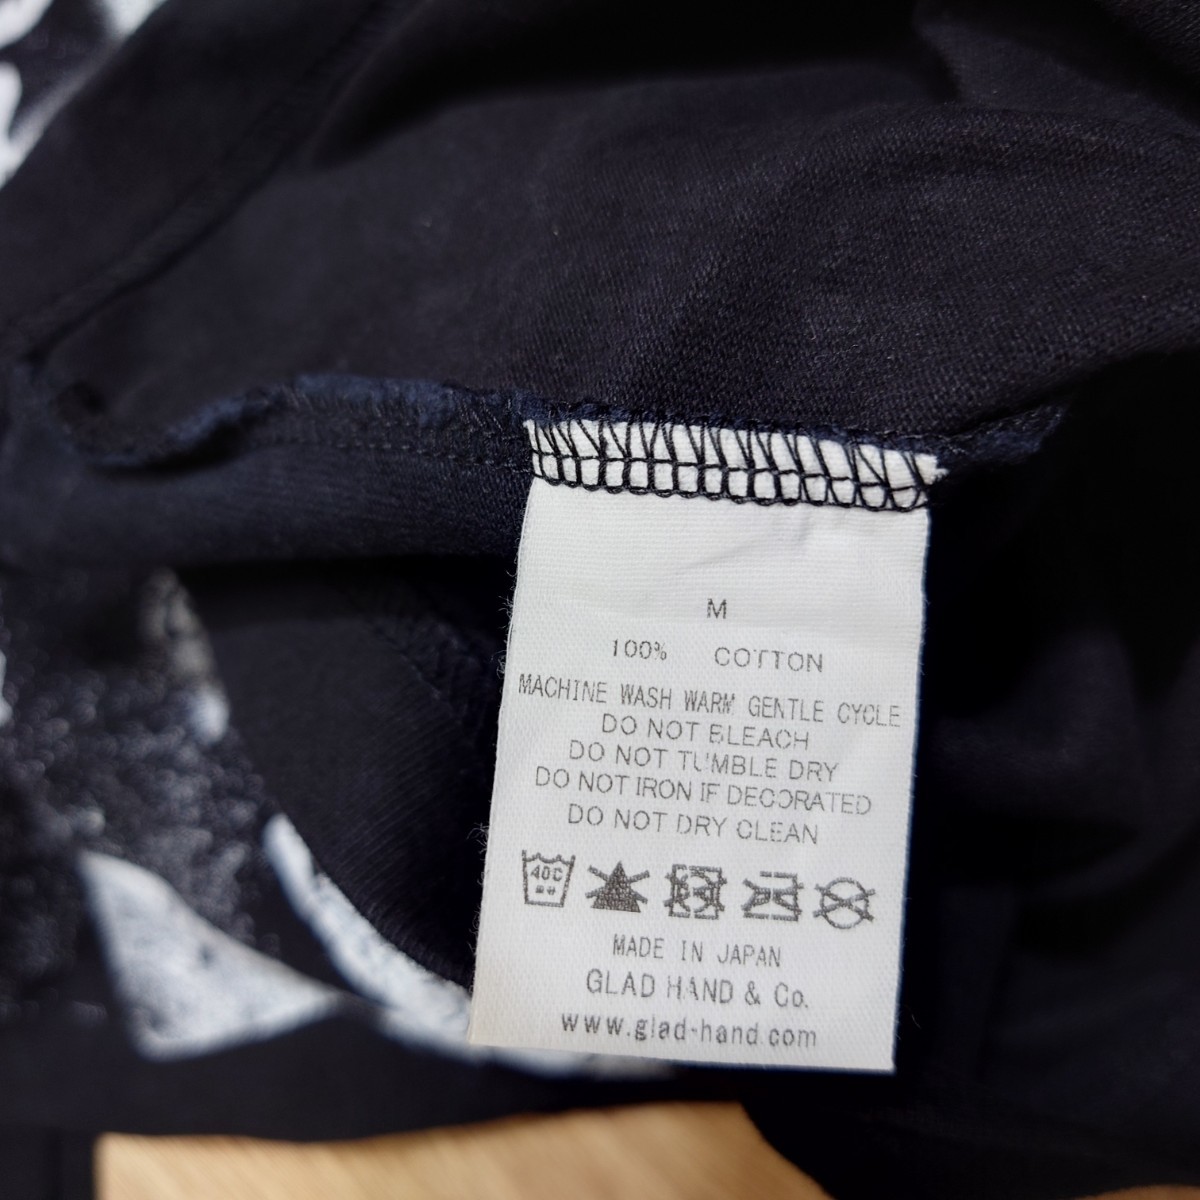 M
100% COTTON
MACHINE WASH WARM GENTLE CYCLE
DO NOT BLEACH
DO NOT TUMBLE DRY
DO NOT IRON IF DECORATED
DO NOT DRY CLEAN
40C
MADE IN JAPAN
GLAD HAND & Co.
www.glad-hand.com